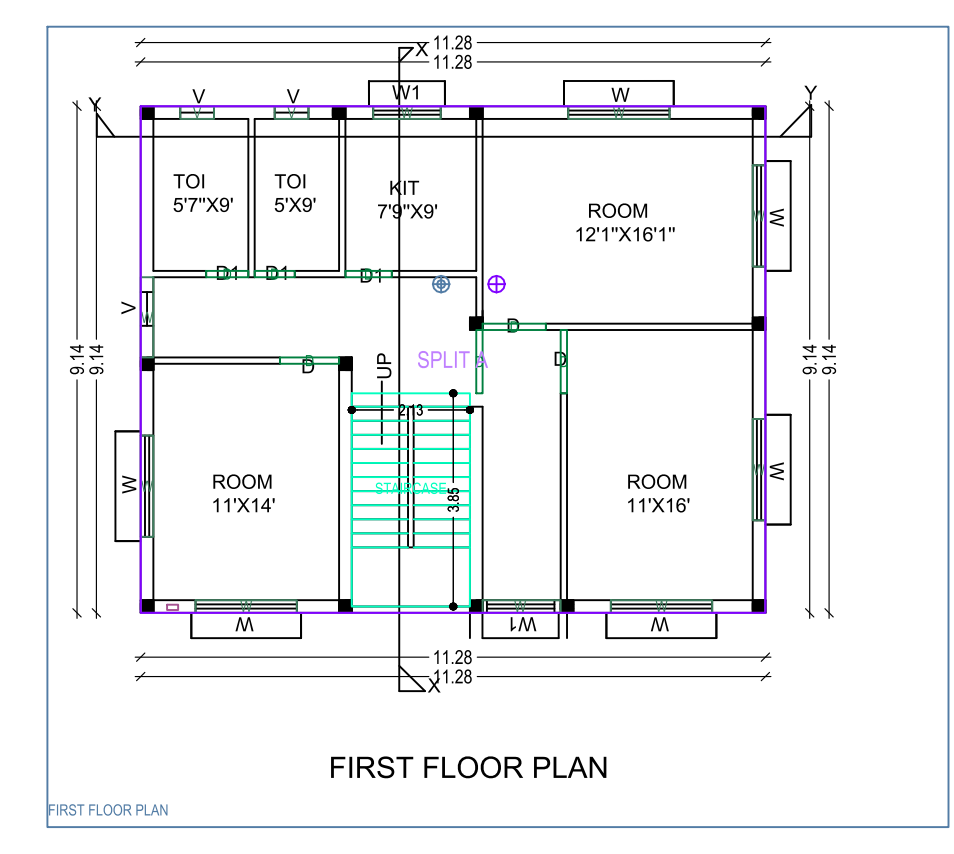 11.28
X
11.28
W1
W
V
V
Y
Y
TOI
5'7"X9'
TOI
5'X9'
KIT
7'9"X9'
ROOM
12'1"X16'1"
W
W
W
W
V
V
W
D1
D1
D1
V
W
D
D
D
SPLIT A
UP
9.14
9.14
9.14
9.14
2.13
STAIRCASE
3.85
ROOM
11'X14'
ROOM
11'X16'
W
W
W
W
W
W
W
W
W1
W
11.28
11.28
X
FIRST FLOOR PLAN
FIRST FLOOR PLAN